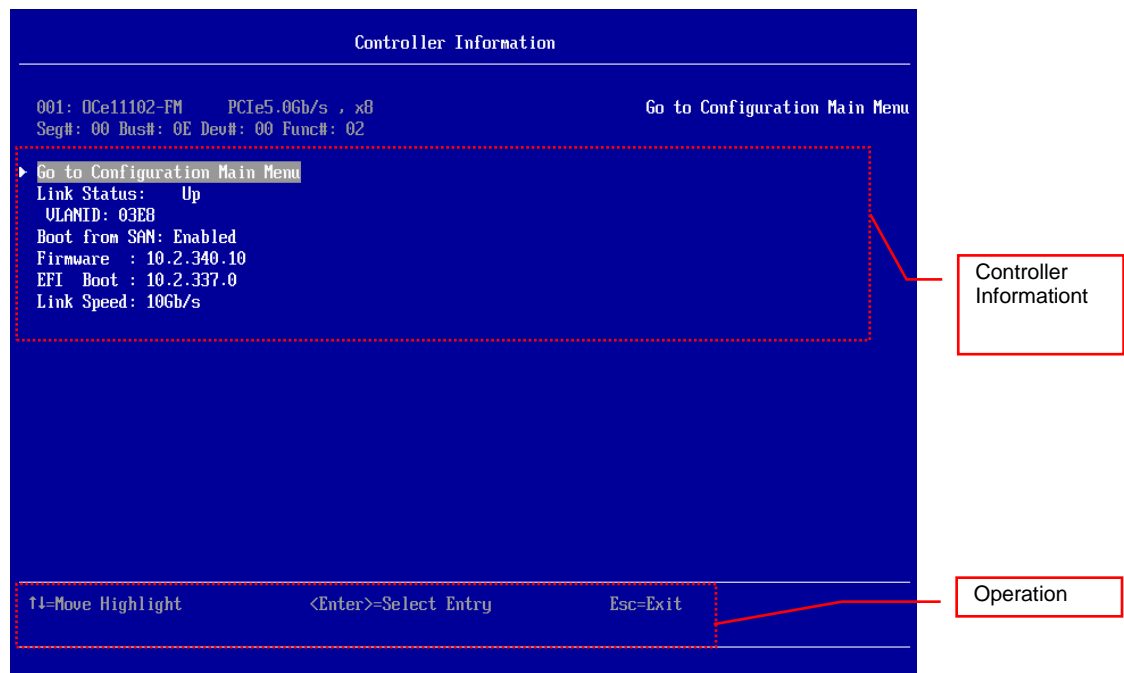 Controller Information
001: OCe11102-FM PCIe5.0Gb/s , x8 Go to Configuration Main Menu
Seg#: 00 Bus#: 0E Dev#: 00 Func#: 02
Go to Configuration Main Menu
Link Status: Up
VLANID: 03E8
Boot from SAN: Enabled
Firmware : 10.2.340.10
EFI Boot : 10.2.337.0
Link Speed: 10Gb/s
Controller
Informationt
↑↓=Move Highlight <Enter>=Select Entry Esc=Exit
Operation